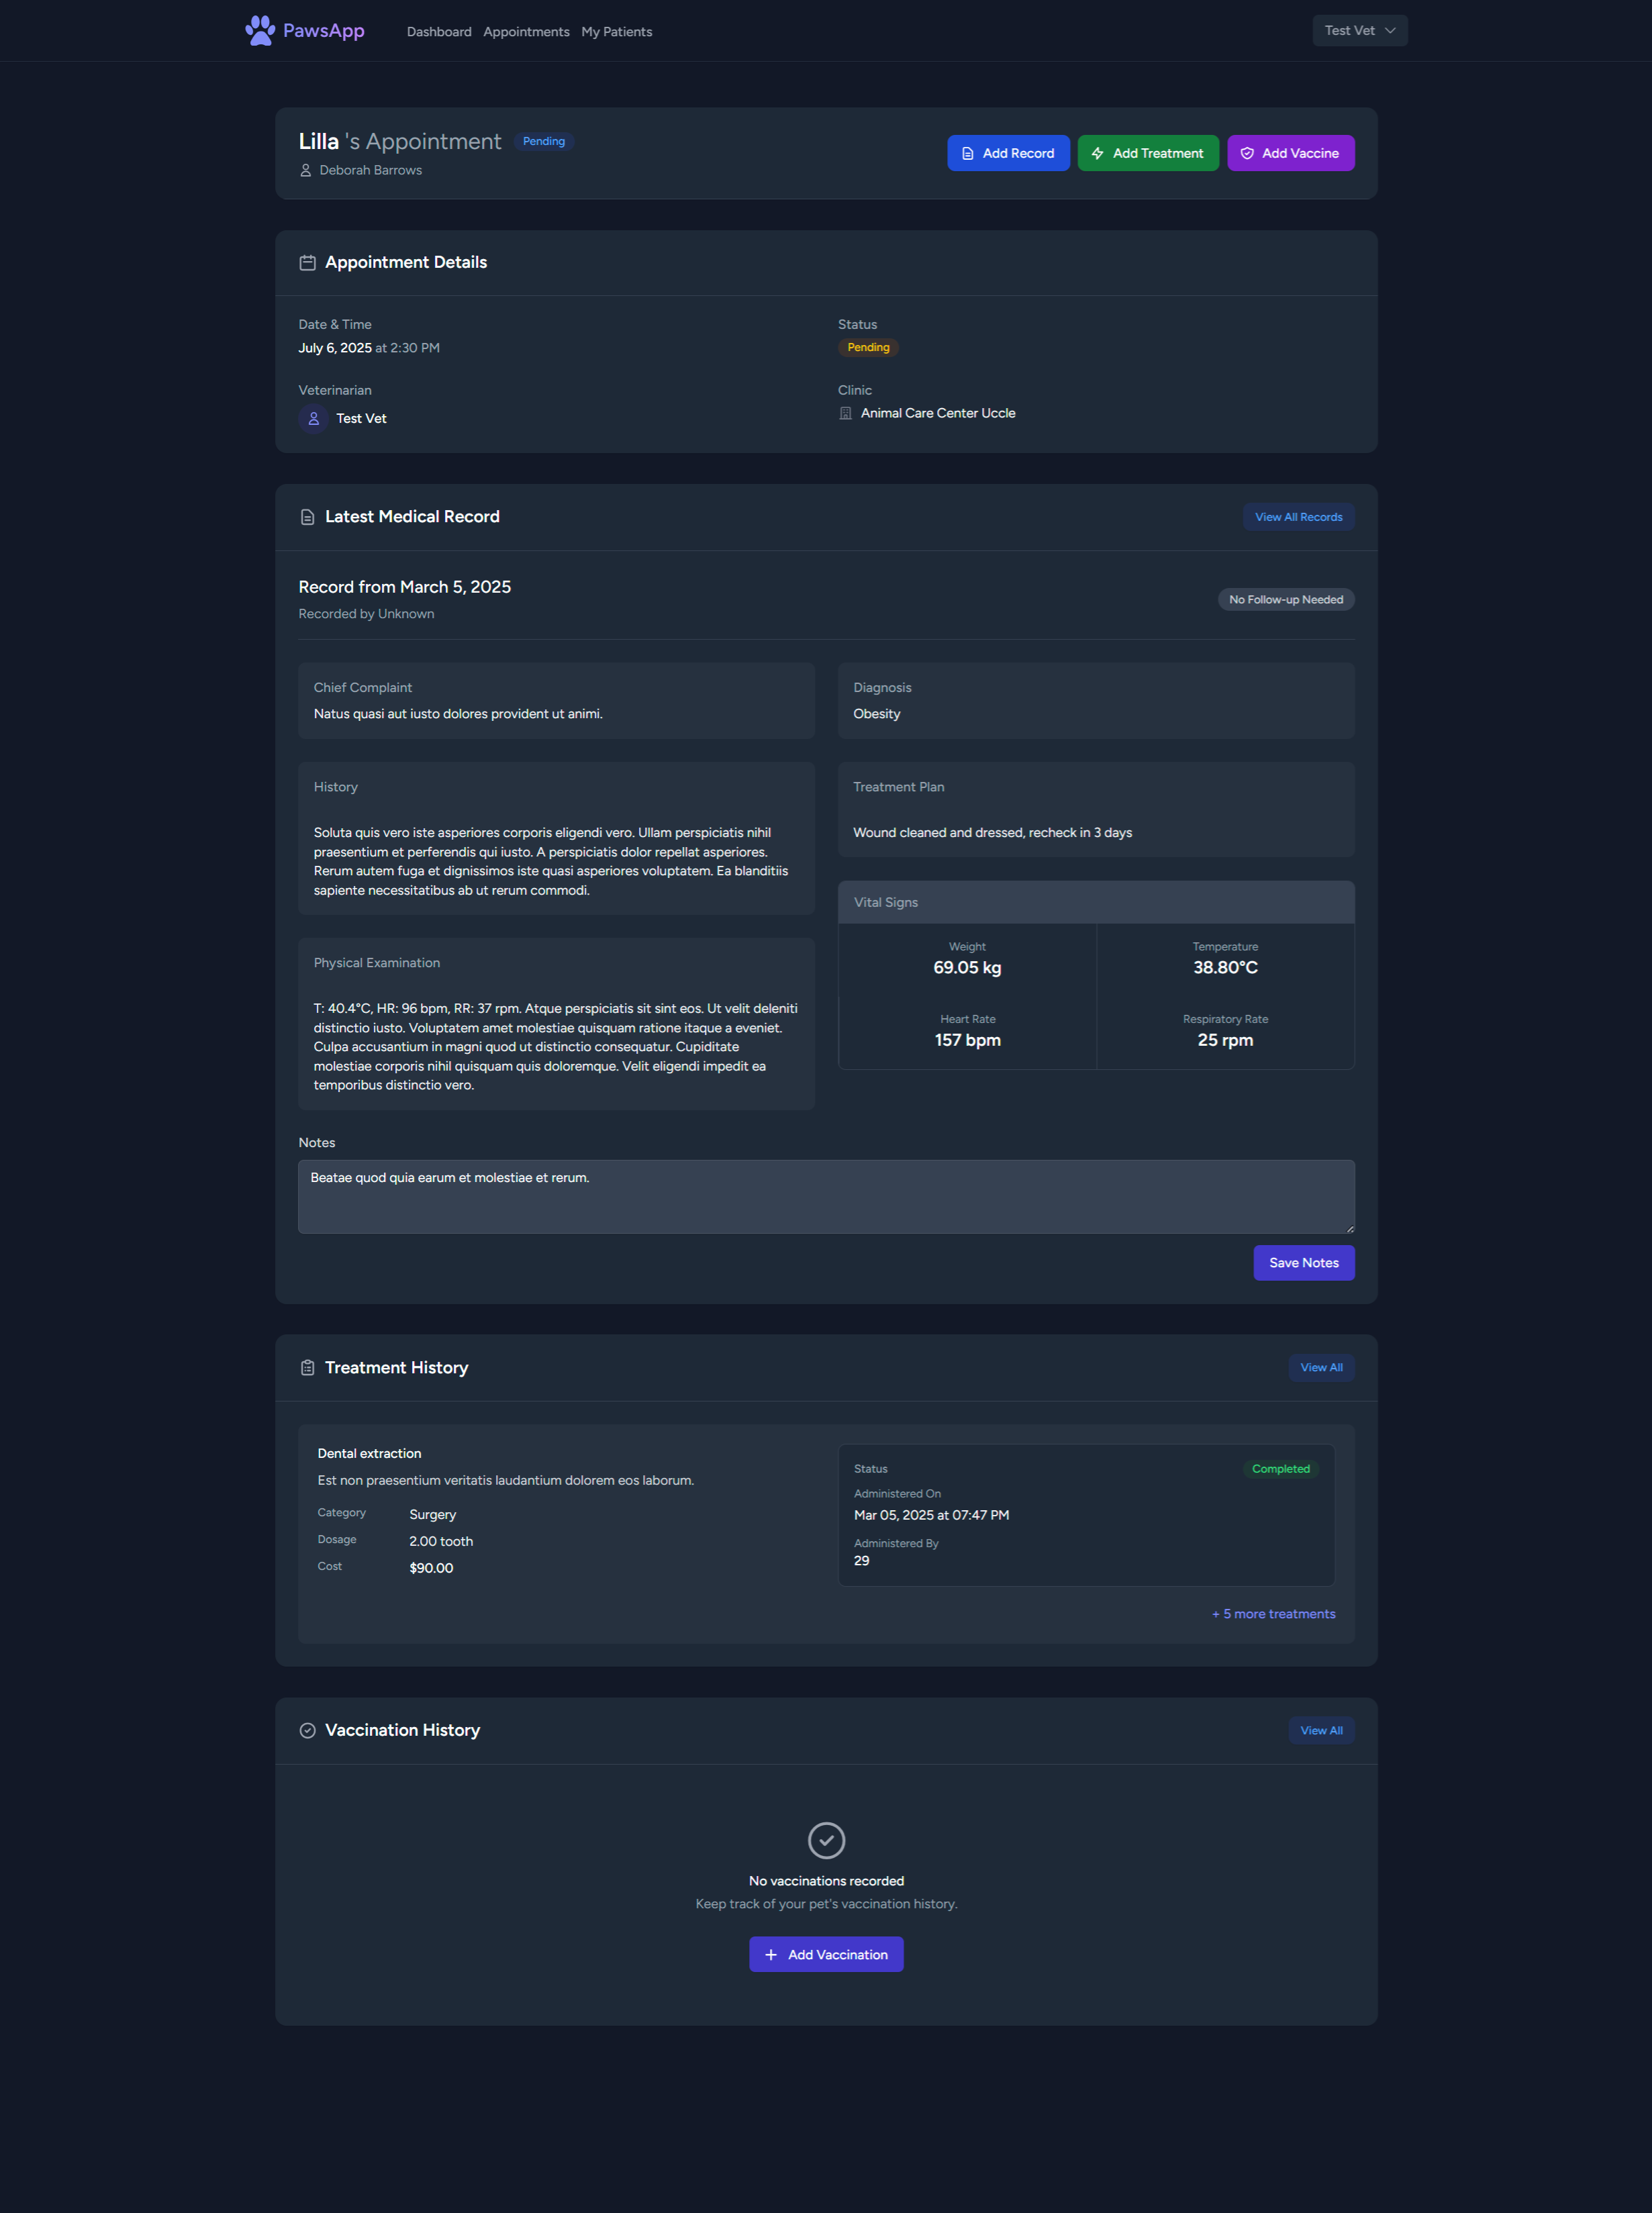 PawsApp
Dashboard Appointments My Patients
Test Vet
Lilla 's Appointment Pending
Deborah Barrows
Add Record
Add Treatment
Add Vaccine
Appointment Details
Date & Time
July 6, 2025 at 2:30 PM
Status
Pending
Veterinarian
Test Vet
Clinic
Animal Care Center Uccle
Latest Medical Record
View All Records
Record from March 5, 2025
Recorded by Unknown
No Follow-up Needed
Chief Complaint
Natus quasi aut iusto dolores provident ut animi.
Diagnosis
Obesity
History
Soluta quis vero iste asperiores corporis eligendi vero. Ullam perspiciatis nihil
praesentium et perferendis qui iusto. A perspiciatis dolor repellat asperiores.
Rerum autem fuga et dignissimos iste quasi asperiores voluptatem. Ea blanditiis
sapiente necessitatibus ab ut rerum commodi.
Treatment Plan
Wound cleaned and dressed, recheck in 3 days
Physical Examination
T: 40.4°C, HR: 96 bpm, RR: 37 rpm. Atque perspiciatis sit sint eos. Ut velit deleniti
distinctio iusto. Voluptatem amet molestiae quisquam ratione itaque a eveniet.
Culpa accusantium in magni quod ut distinctio consequatur. Cupiditate
molestiae corporis nihil quisquam quis doloremque. Velit eligendi impedit ea
temporibus distinctio vero.
Vital Signs
Weight
69.05 kg
Temperature
38.80°C
Heart Rate
157 bpm
Respiratory Rate
25 rpm
Notes
Beatae quod quia earum et molestiae et rerum.
Save Notes
Treatment History
View All
Dental extraction
Est non praesentium veritatis laudantium dolorem eos laborum.
Category Surgery
Dosage 2.00 tooth
Cost $90.00
Status Completed
Administered On
Mar 05, 2025 at 07:47 PM
Administered By
29
+ 5 more treatments
Vaccination History
View All
No vaccinations recorded
Keep track of your pet's vaccination history.
+ Add Vaccination